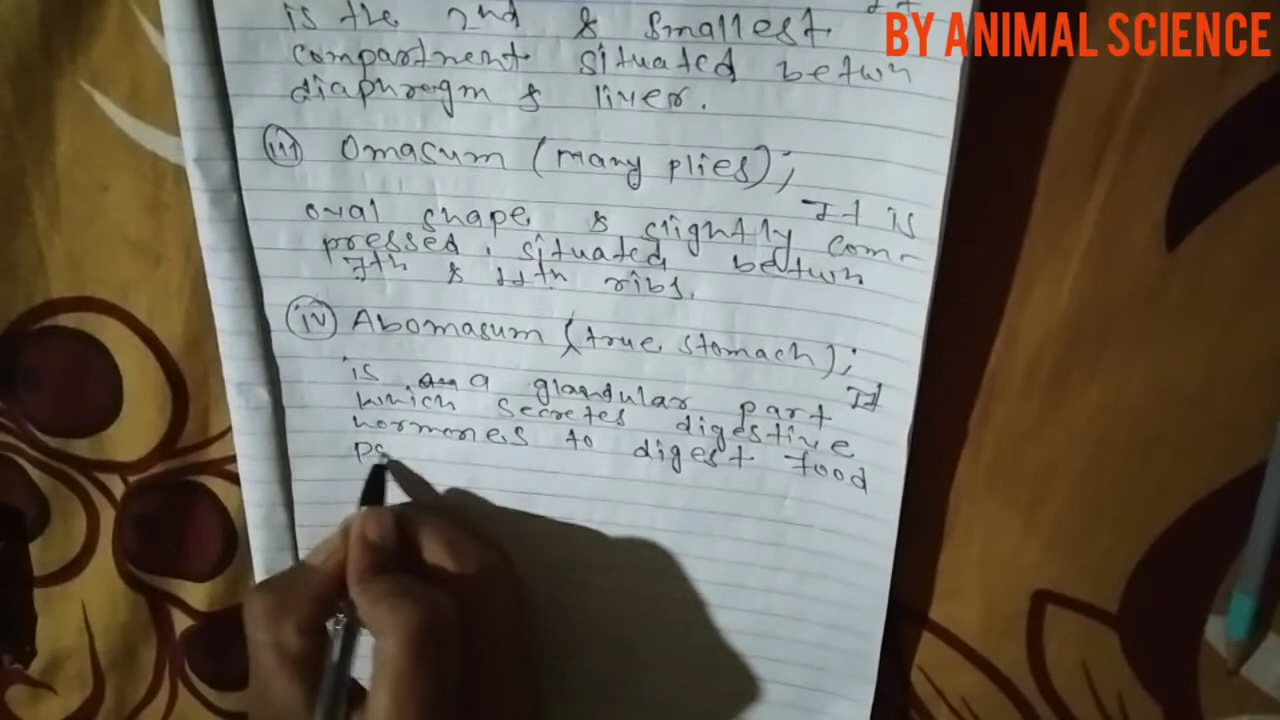 BY ANIMAL SCIENCE
is the 2nd & smallest It
compartment situated betwn
diaphragm & liver.
(iii) Omasum (many plies);
It is
oval shape & slightly com-
pressed, situated betwn
7th & 11th ribs.
(iv) Abomasum (true stomach);
It
is a glandular part
which secretes digestive
hormones to digest food